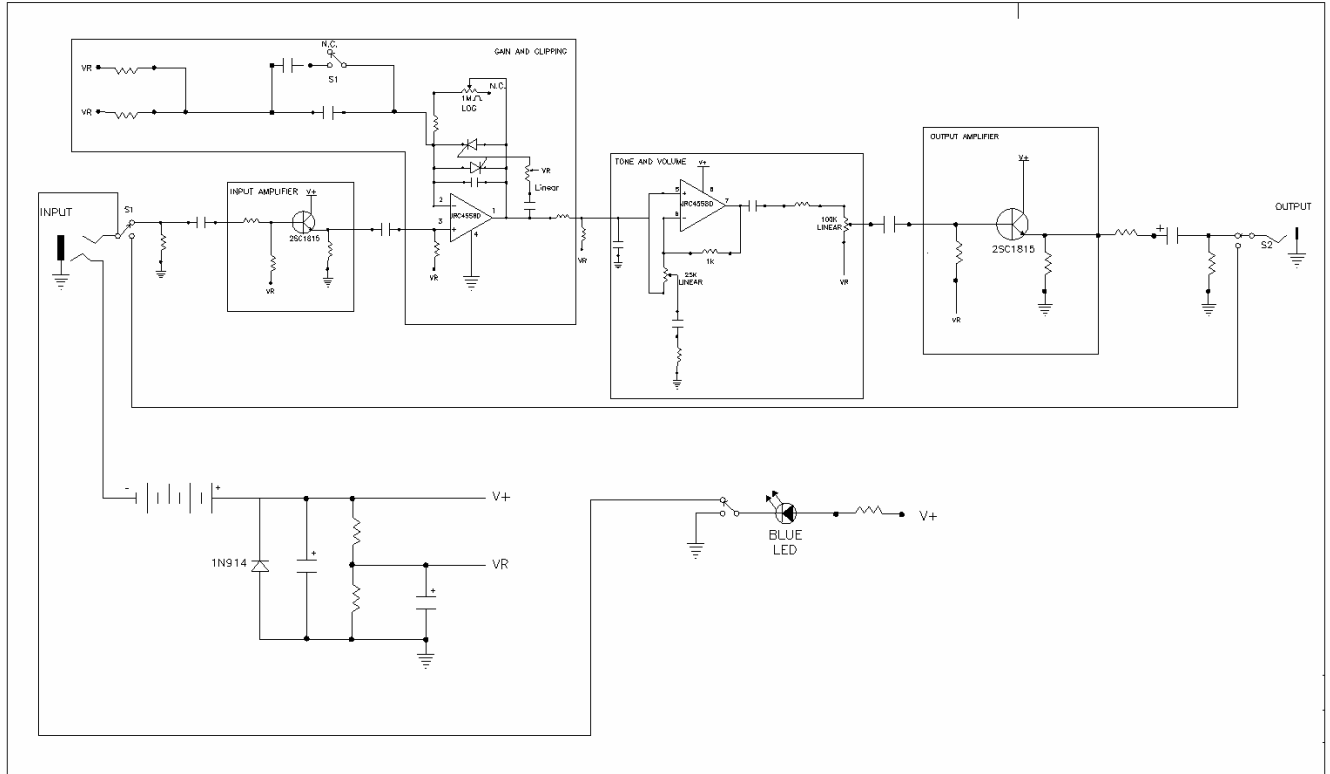 GAIN AND CLIPPING
N.C.
VR
S1
N.C.
1M
LOG
VR
VR
Linear
2
JRC4558D
1
3
4
VR
VR
INPUT
S1
INPUT AMPLIFIER
V+
2SC1815
VR
TONE AND VOLUME
V+
5
8
JRC4558D
7
6
1K
25K
LINEAR
100K
LINEAR
VR
OUTPUT AMPLIFIER
V+
2SC1815
VR
+
OUTPUT
S2
-
+
V+
1N914
+
VR
+
BLUE
LED
V+